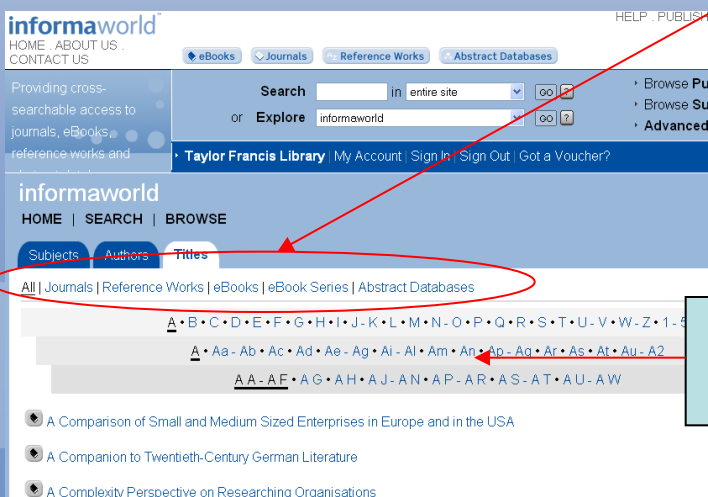 HELP . PUBLISH
informaworld
HOME . ABOUT US .
CONTACT US
eBooks Journals Reference Works Abstract Databases
Providing cross-
searchable access to
journals, eBooks,
reference works and
Search in entire site GO ?
or Explore informaworld GO ?
Browse Pu
Browse Su
Advanced
Taylor Francis Library | My Account | Sign In | Sign Out | Got a Voucher?
informaworld
HOME | SEARCH | BROWSE
Subjects Authors Titles
All | Journals | Reference Works | eBooks | eBook Series | Abstract Databases
A • B • C • D • E • F • G • H • I • J - K • L • M • N - O • P • Q • R • S • T • U - V • W - Z • 1 - 5
A • Aa - Ab • Ac • Ad • Ae - Ag • Ai - Al • Am • An • Ap - Aq • Ar • As • At • Au - A2
A A - A F • A G • A H • A J - A N • A P - A R • A S - A T • A U - A W
A Comparison of Small and Medium Sized Enterprises in Europe and in the USA
A Companion to Twentieth-Century German Literature
A Complexity Perspective on Researching Organisations